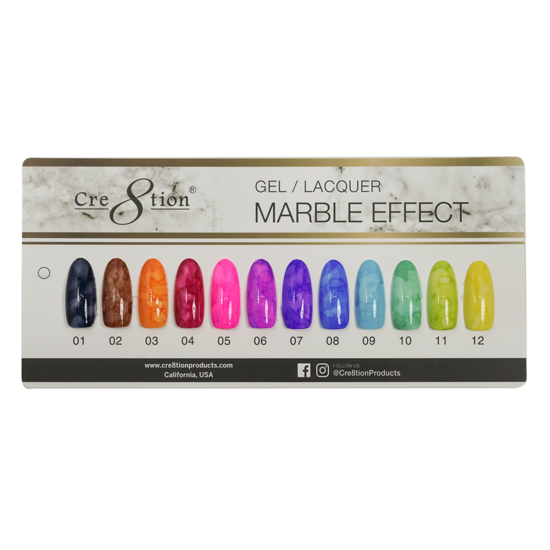 Cre8tion®
GEL / LACQUER
MARBLE EFFECT
01 02 03 04 05 06 07 08 09 10 11 12
www.cre8tionproducts.com
California, USA
FOLLOW US
@Cre8tionProducts